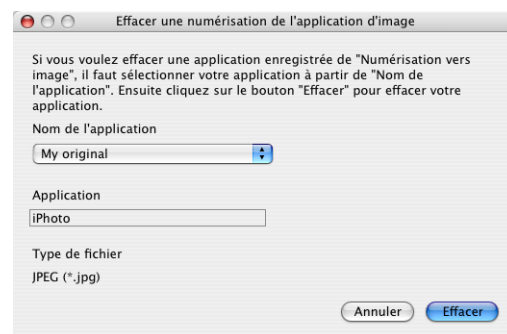 Effacer une numérisation de l'application d'image
Si vous voulez effacer une application enregistrée de "Numérisation vers
image", il faut sélectionner votre application à partir de "Nom de
l'application". Ensuite cliquez sur le bouton "Effacer" pour effacer votre
application.
Nom de l'application
My original
Application
iPhoto
Type de fichier
JPEG (*.jpg)
Annuler Effacer